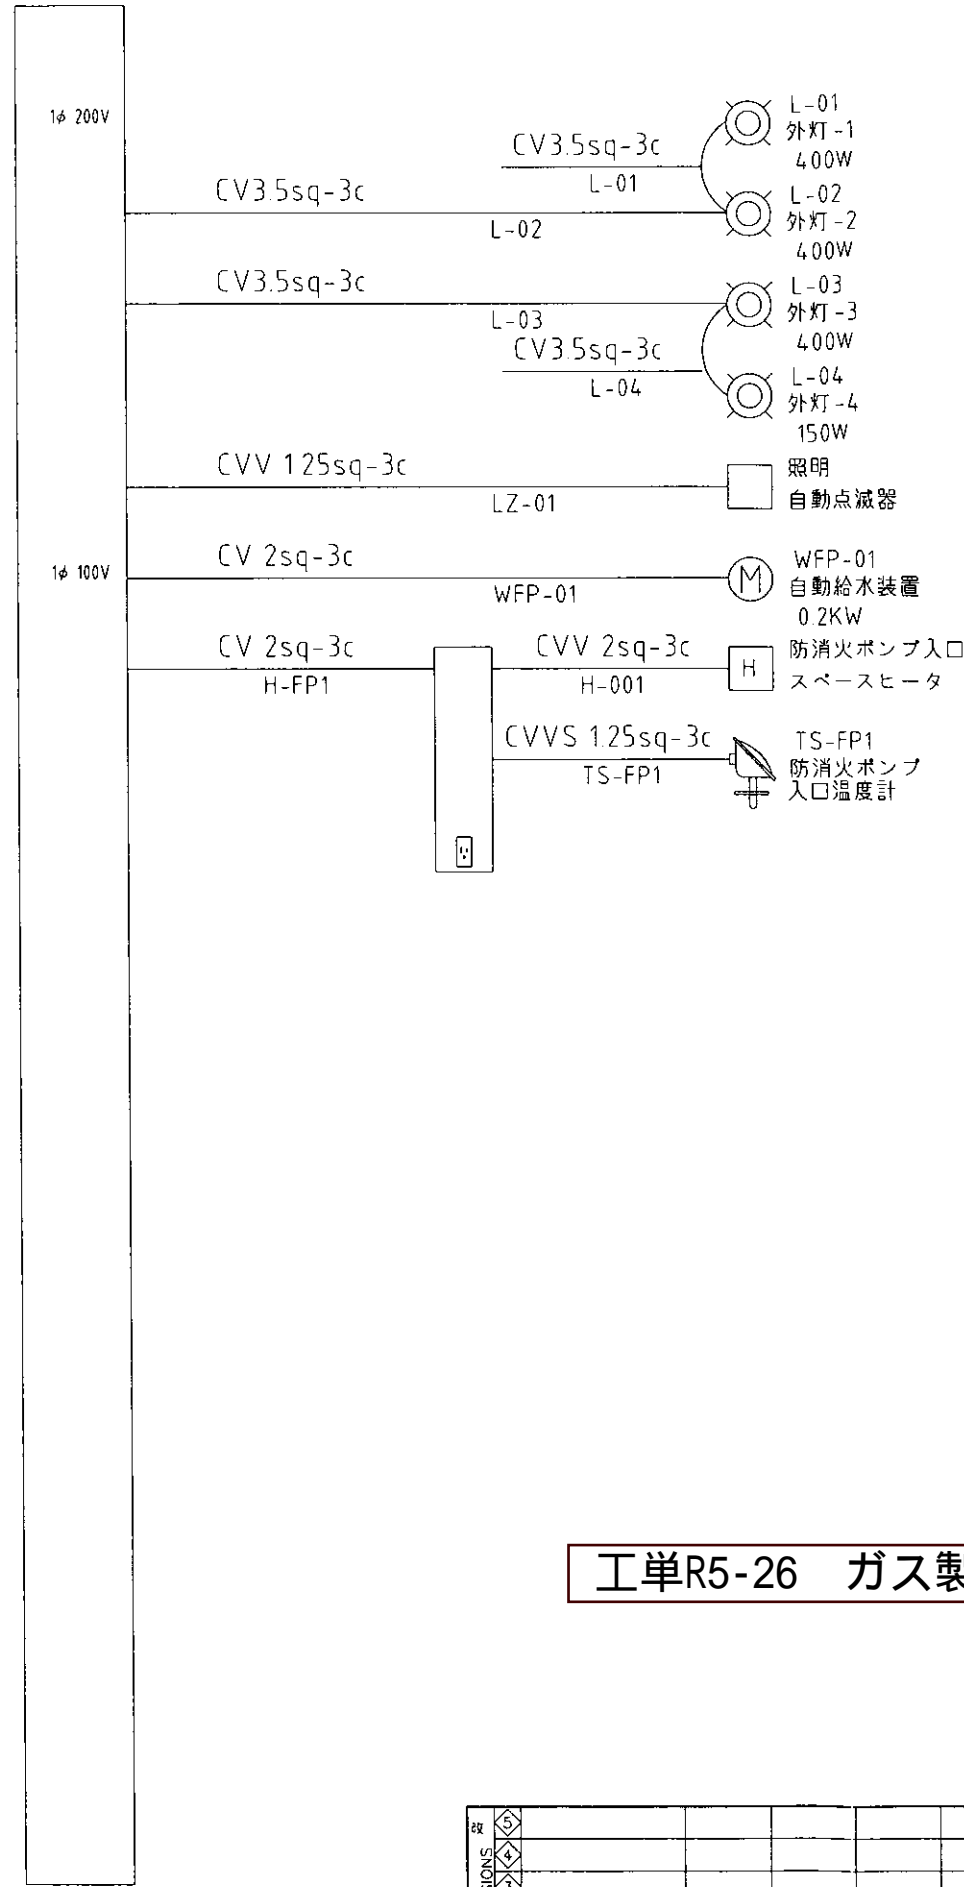 1φ 200V
L-01
外灯-1
400W
CV3.5sq-3c
L-01
L-02
外灯-2
400W
CV3.5sq-3c
L-02
L-03
外灯-3
400W
CV3.5sq-3c
L-03
CV3.5sq-3c
L-04
L-04
外灯-4
150W
CVV 1.25sq-3c
LZ-01
照明
自動点滅器
1φ 100V
CV 2sq-3c
WFP-01
M
WFP-01
自動給水装置
0.2KW
CV 2sq-3c
H-FP1
CVV 2sq-3c
H-001
H
防消火ポンプ入口
スペースヒータ
CVVS 1.25sq-3c
TS-FP1
TS-FP1
防消火ポンプ
入口温度計
工単R5-26 ガス製
改
5
4